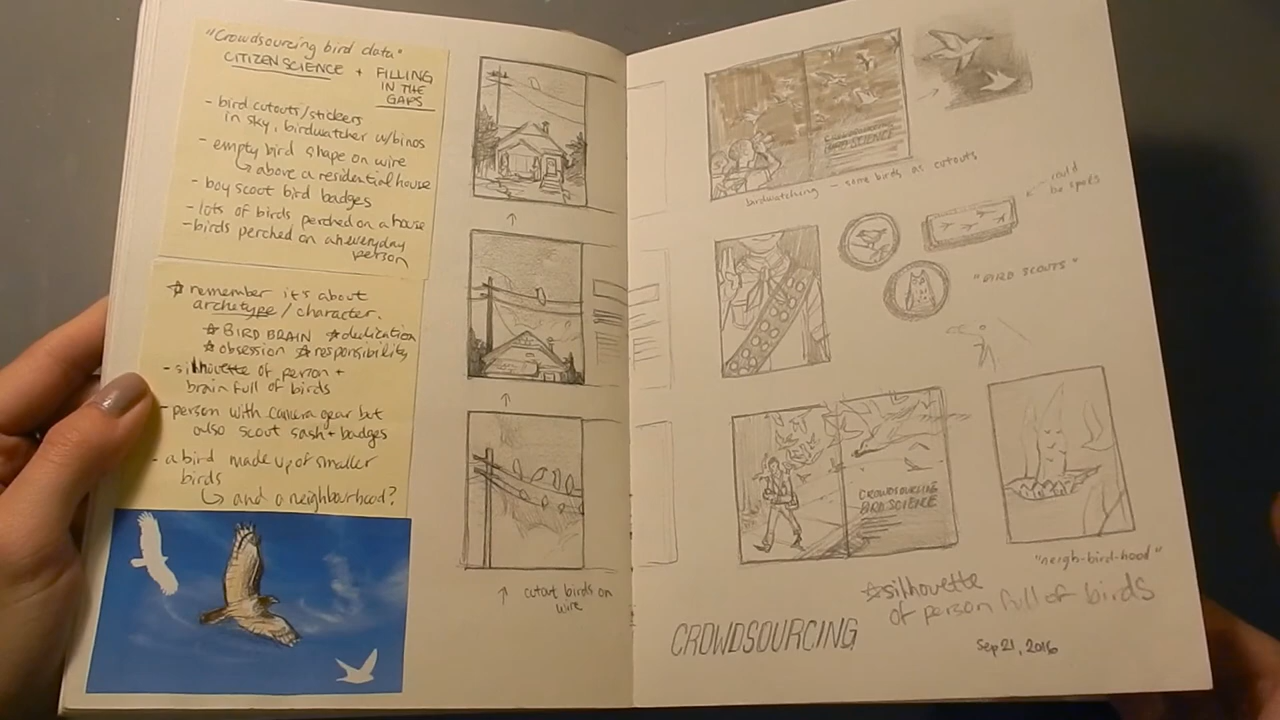 "Crowdsourcing bird data"
CITIZEN SCIENCE + FILLING
IN THE
GAPS
- bird cutouts/stickers
in sky, birdwatcher w/binos
- empty bird shape on wire
↳ above a residential house
- boy scout bird badges
- lots of birds perched on a house
- birds perched on an everyday
person
☆ remember it's about
archetype / character.
☆ BIRD BRAIN ☆ dedication
☆ obsession ☆ responsibility
- silhouette of person +
brain full of birds
- person with camera gear but
also scout sash + badges
- a bird made up of smaller
birds
↳ and a neighbourhood?
↑ cutout birds on
wire
CROWDSOURCING
BIRD SCIENCE
birdwatching - some birds as cutouts
could
be spots
"BIRD SCOUTS"
CROWDSOURCING
BIRD SCIENCE
"neigh-bird-hood"
☆silhouette
of person full of birds
CROWDSOURCING
Sep 21, 2016